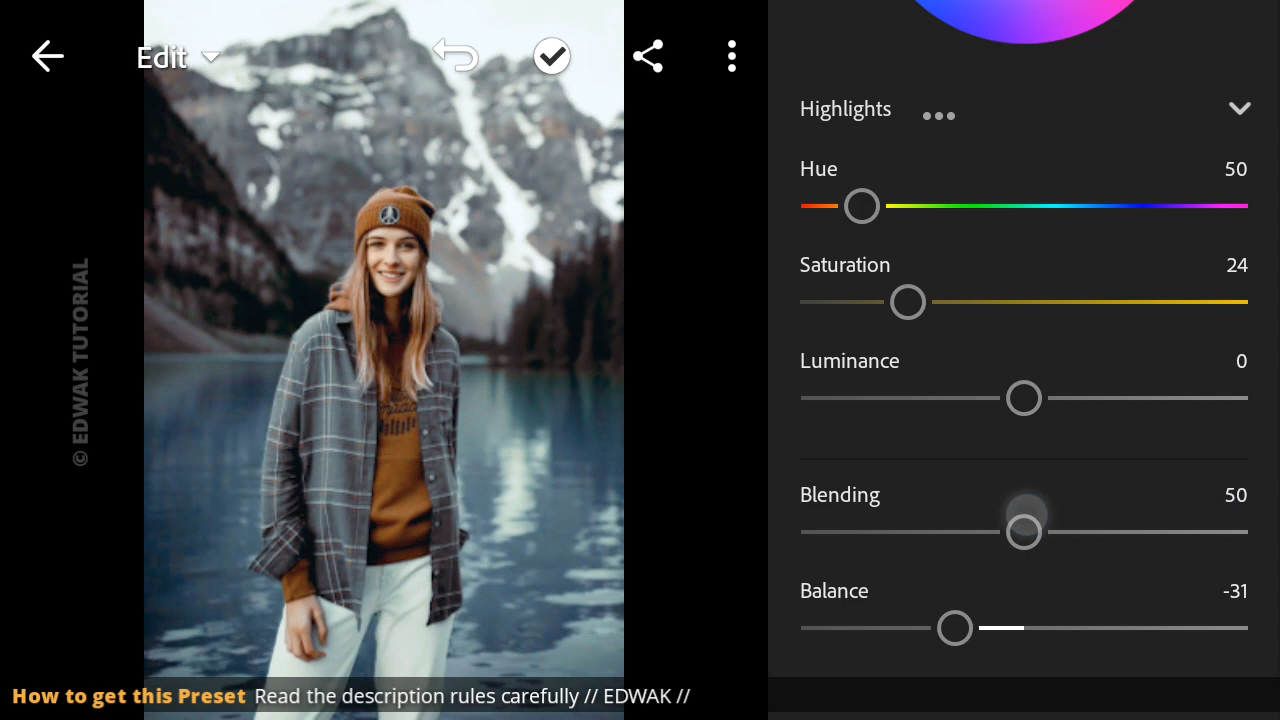 Edit
© EDWAK TUTORIAL
How to get this Preset Read the description rules carefully // EDWAK //
Highlights
Hue 50
Saturation 24
Luminance 0
Blending 50
Balance -31